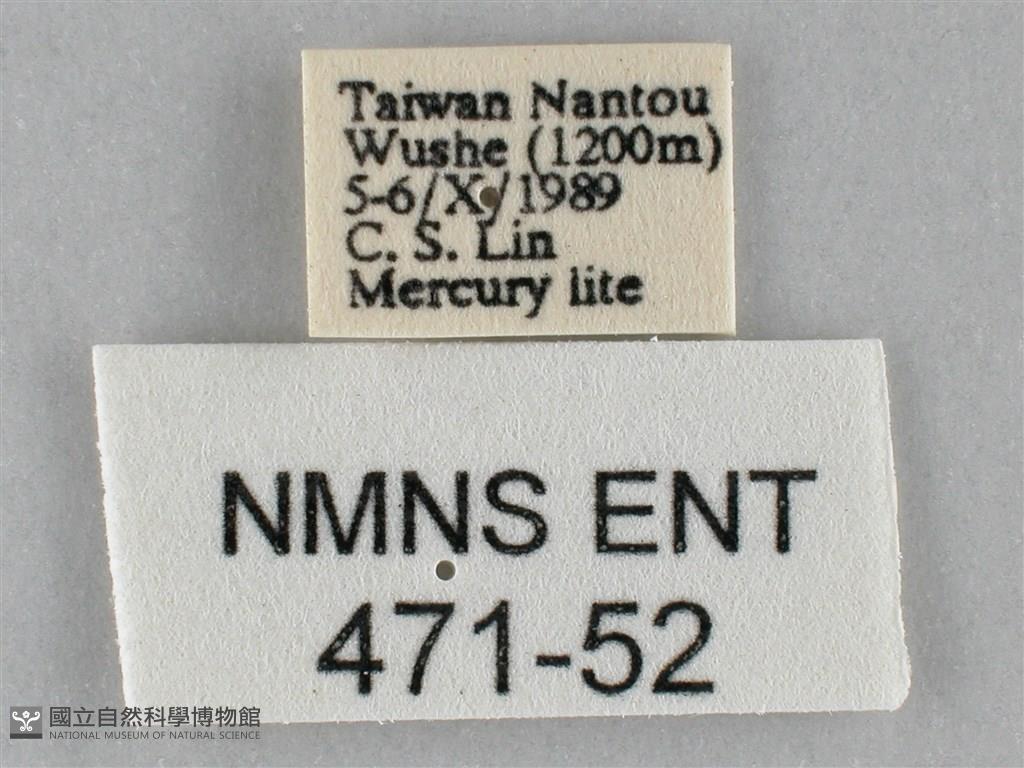 Taiwan Nantou
Wushe (1200m)
5-6/X/1989
C. S. Lin
Mercury lite
NMNS ENT
471-52
國立自然科學博物館
NATIONAL MUSEUM OF NATURAL SCIENCE